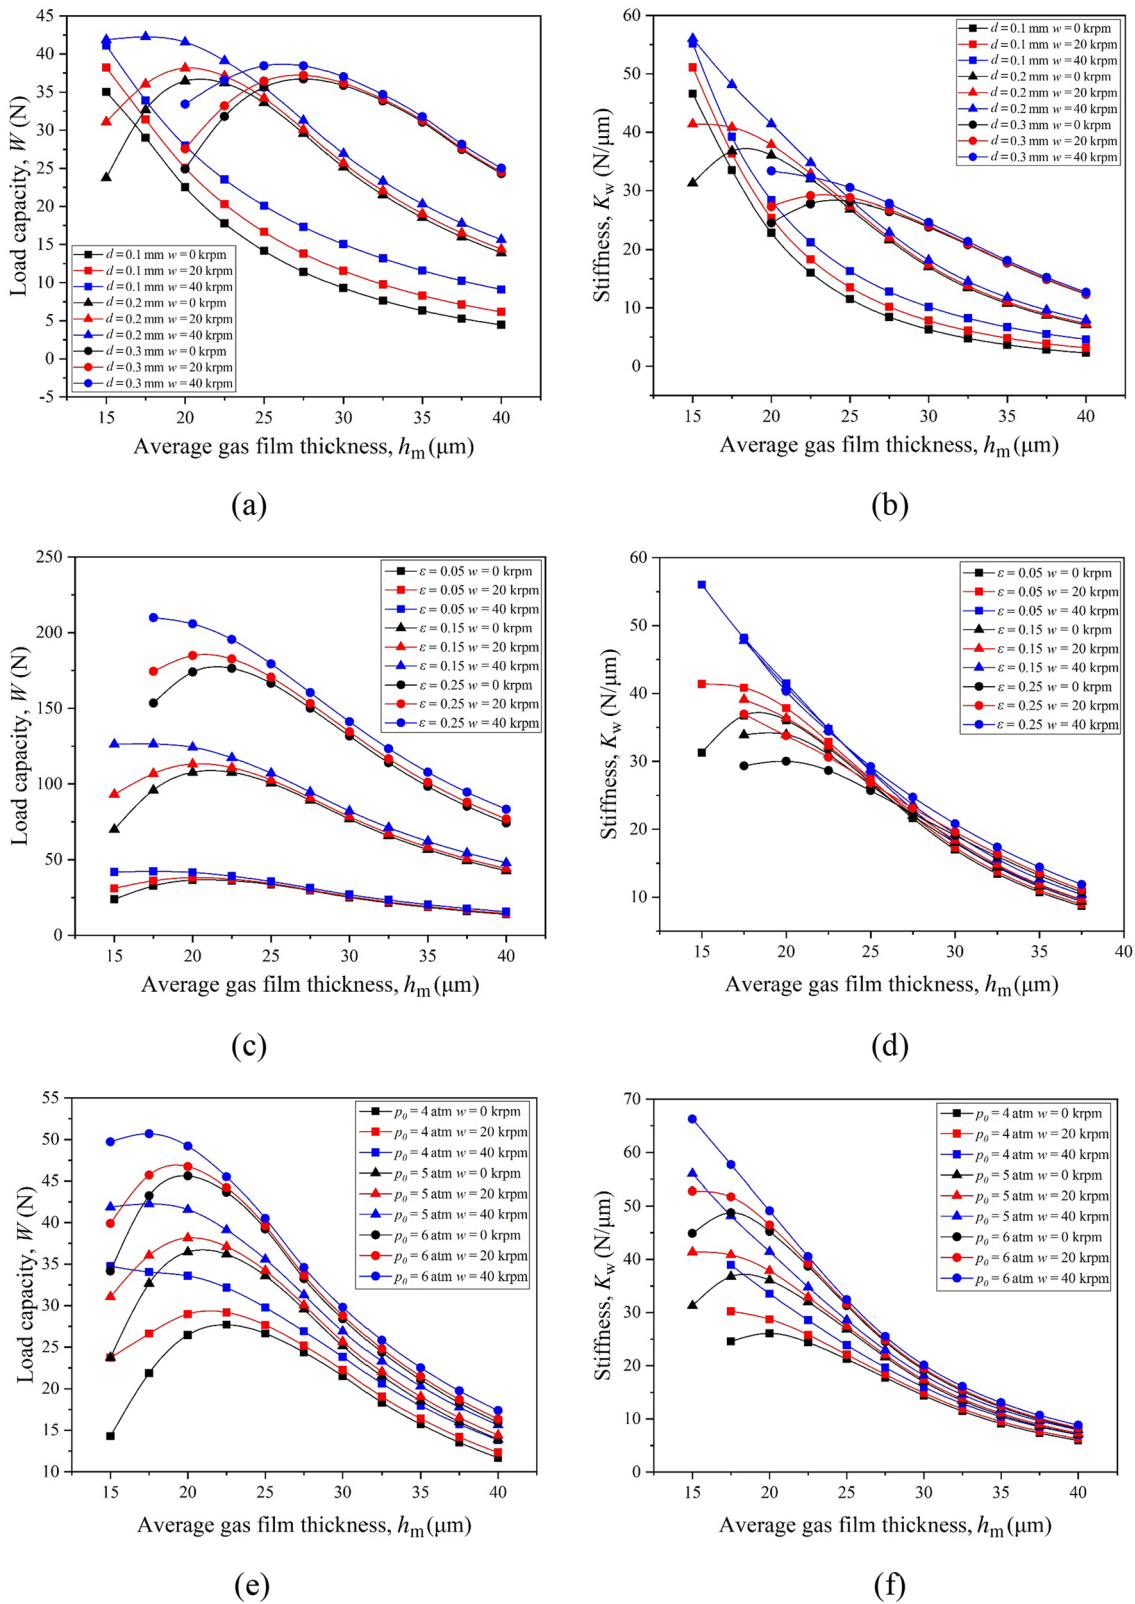 45
40
35
30
25
20
15
10
5
0
-5
Load capacity, W (N)
d = 0.1 mm w = 0 krpm
d = 0.1 mm w = 20 krpm
d = 0.1 mm w = 40 krpm
d = 0.2 mm w = 0 krpm
d = 0.2 mm w = 20 krpm
d = 0.2 mm w = 40 krpm
d = 0.3 mm w = 0 krpm
d = 0.3 mm w = 20 krpm
d = 0.3 mm w = 40 krpm
15 20 25 30 35 40
Average gas film thickness, hm (μm)
(a)
60
50
40
30
20
10
0
Stiffness, Kw (N/μm)
d = 0.1 mm w = 0 krpm
d = 0.1 mm w = 20 krpm
d = 0.1 mm w = 40 krpm
d = 0.2 mm w = 0 krpm
d = 0.2 mm w = 20 krpm
d = 0.2 mm w = 40 krpm
d = 0.3 mm w = 0 krpm
d = 0.3 mm w = 20 krpm
d = 0.3 mm w = 40 krpm
15 20 25 30 35 40
Average gas film thickness, hm (μm)
(b)
250
200
150
100
50
0
Load capacity, W (N)
ε = 0.05 w = 0 krpm
ε = 0.05 w = 20 krpm
ε = 0.05 w = 40 krpm
ε = 0.15 w = 0 krpm
ε = 0.15 w = 20 krpm
ε = 0.15 w = 40 krpm
ε = 0.25 w = 0 krpm
ε = 0.25 w = 20 krpm
ε = 0.25 w = 40 krpm
15 20 25 30 35 40
Average gas film thickness, hm (μm)
(c)
60
50
40
30
20
10
Stiffness, Kw (N/μm)
ε = 0.05 w = 0 krpm
ε = 0.05 w = 20 krpm
ε = 0.05 w = 40 krpm
ε = 0.15 w = 0 krpm
ε = 0.15 w = 20 krpm
ε = 0.15 w = 40 krpm
ε = 0.25 w = 0 krpm
ε = 0.25 w = 20 krpm
ε = 0.25 w = 40 krpm
15 20 25 30 35 40
Average gas film thickness, hm (μm)
(d)
55
50
45
40
35
30
25
20
15
10
Load capacity, W (N)
p0 = 4 atm w = 0 krpm
p0 = 4 atm w = 20 krpm
p0 = 4 atm w = 40 krpm
p0 = 5 atm w = 0 krpm
p0 = 5 atm w = 20 krpm
p0 = 5 atm w = 40 krpm
p0 = 6 atm w = 0 krpm
p0 = 6 atm w = 20 krpm
p0 = 6 atm w = 40 krpm
15 20 25 30 35 40
Average gas film thickness, hm (μm)
(e)
70
60
50
40
30
20
10
0
Stiffness, Kw (N/μm)
p0 = 4 atm w = 0 krpm
p0 = 4 atm w = 20 krpm
p0 = 4 atm w = 40 krpm
p0 = 5 atm w = 0 krpm
p0 = 5 atm w = 20 krpm
p0 = 5 atm w = 40 krpm
p0 = 6 atm w = 0 krpm
p0 = 6 atm w = 20 krpm
p0 = 6 atm w = 40 krpm
15 20 25 30 35 40
Average gas film thickness, hm (μm)
(f)